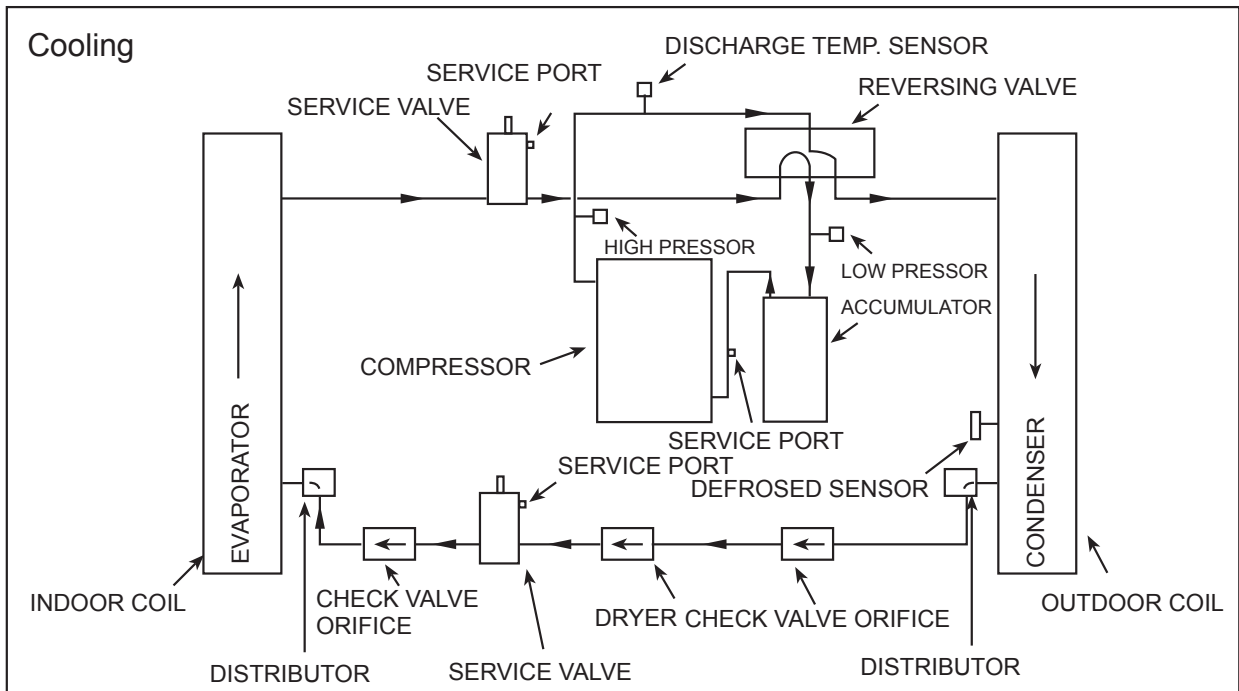 Cooling
DISCHARGE TEMP. SENSOR
SERVICE PORT
REVERSING VALVE
SERVICE VALVE
HIGH PRESSOR
LOW PRESSOR
ACCUMULATOR
COMPRESSOR
SERVICE PORT
SERVICE PORT
DEFROSED SENSOR
EVAPORATOR
CONDENSER
INDOOR COIL
CHECK VALVE
ORIFICE
DRYER
CHECK VALVE
ORIFICE
OUTDOOR COIL
DISTRIBUTOR
SERVICE VALVE
DISTRIBUTOR